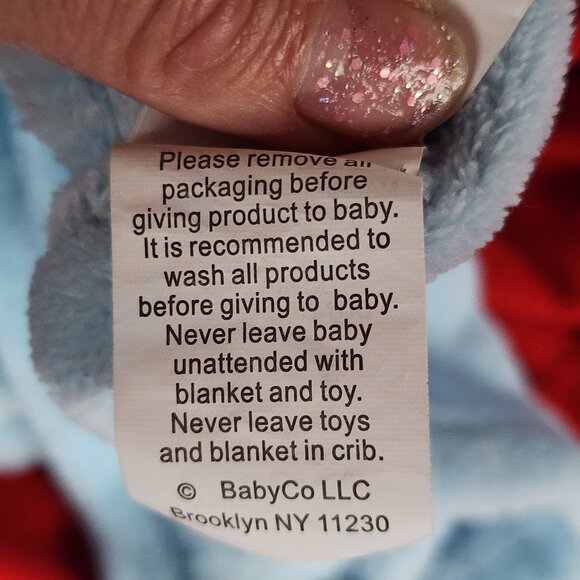 Please remove all
packaging before
giving product to baby.
It is recommended to
wash all products
before giving to baby.
Never leave baby
unattended with
blanket and toy.
Never leave toys
and blanket in crib.
© BabyCo LLC
Brooklyn NY 11230